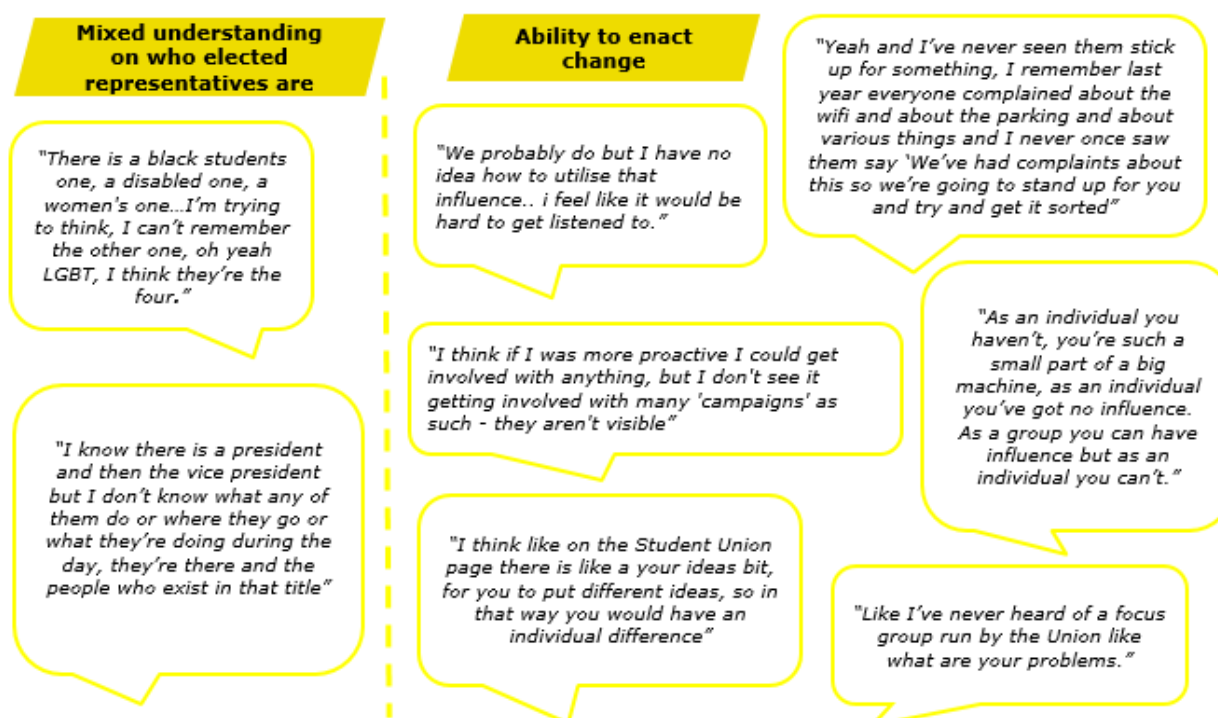 Mixed understanding
on who elected
representatives are
“There is a black students
one, a disabled one, a
women's one...I’m trying
to think, I can’t remember
the other one, oh yeah
LGBT, I think they’re the
four.”
“I know there is a president
and then the vice president
but I don’t know what any of
them do or where they go or
what they’re doing during the
day, they’re there and the
people who exist in that title”
Ability to enact
change
“We probably do but I have no
idea how to utilise that
influence.. i feel like it would be
hard to get listened to.”
“I think if I was more proactive I could get
involved with anything, but I don't see it
getting involved with many 'campaigns' as
such - they aren't visible”
“I think like on the Student Union
page there is like a your ideas bit,
for you to put different ideas, so in
that way you would have an
individual difference”
“Yeah and I’ve never seen them stick
up for something, I remember last
year everyone complained about the
wifi and about the parking and about
various things and I never once saw
them say ‘We’ve had complaints about
this so we’re going to stand up for you
and try and get it sorted”
“As an individual you
haven’t, you’re such a
small part of a big
machine, as an individual
you’ve got no influence.
As a group you can have
influence but as an
individual you can’t.”
“Like I’ve never heard of a focus
group run by the Union like
what are your problems.”